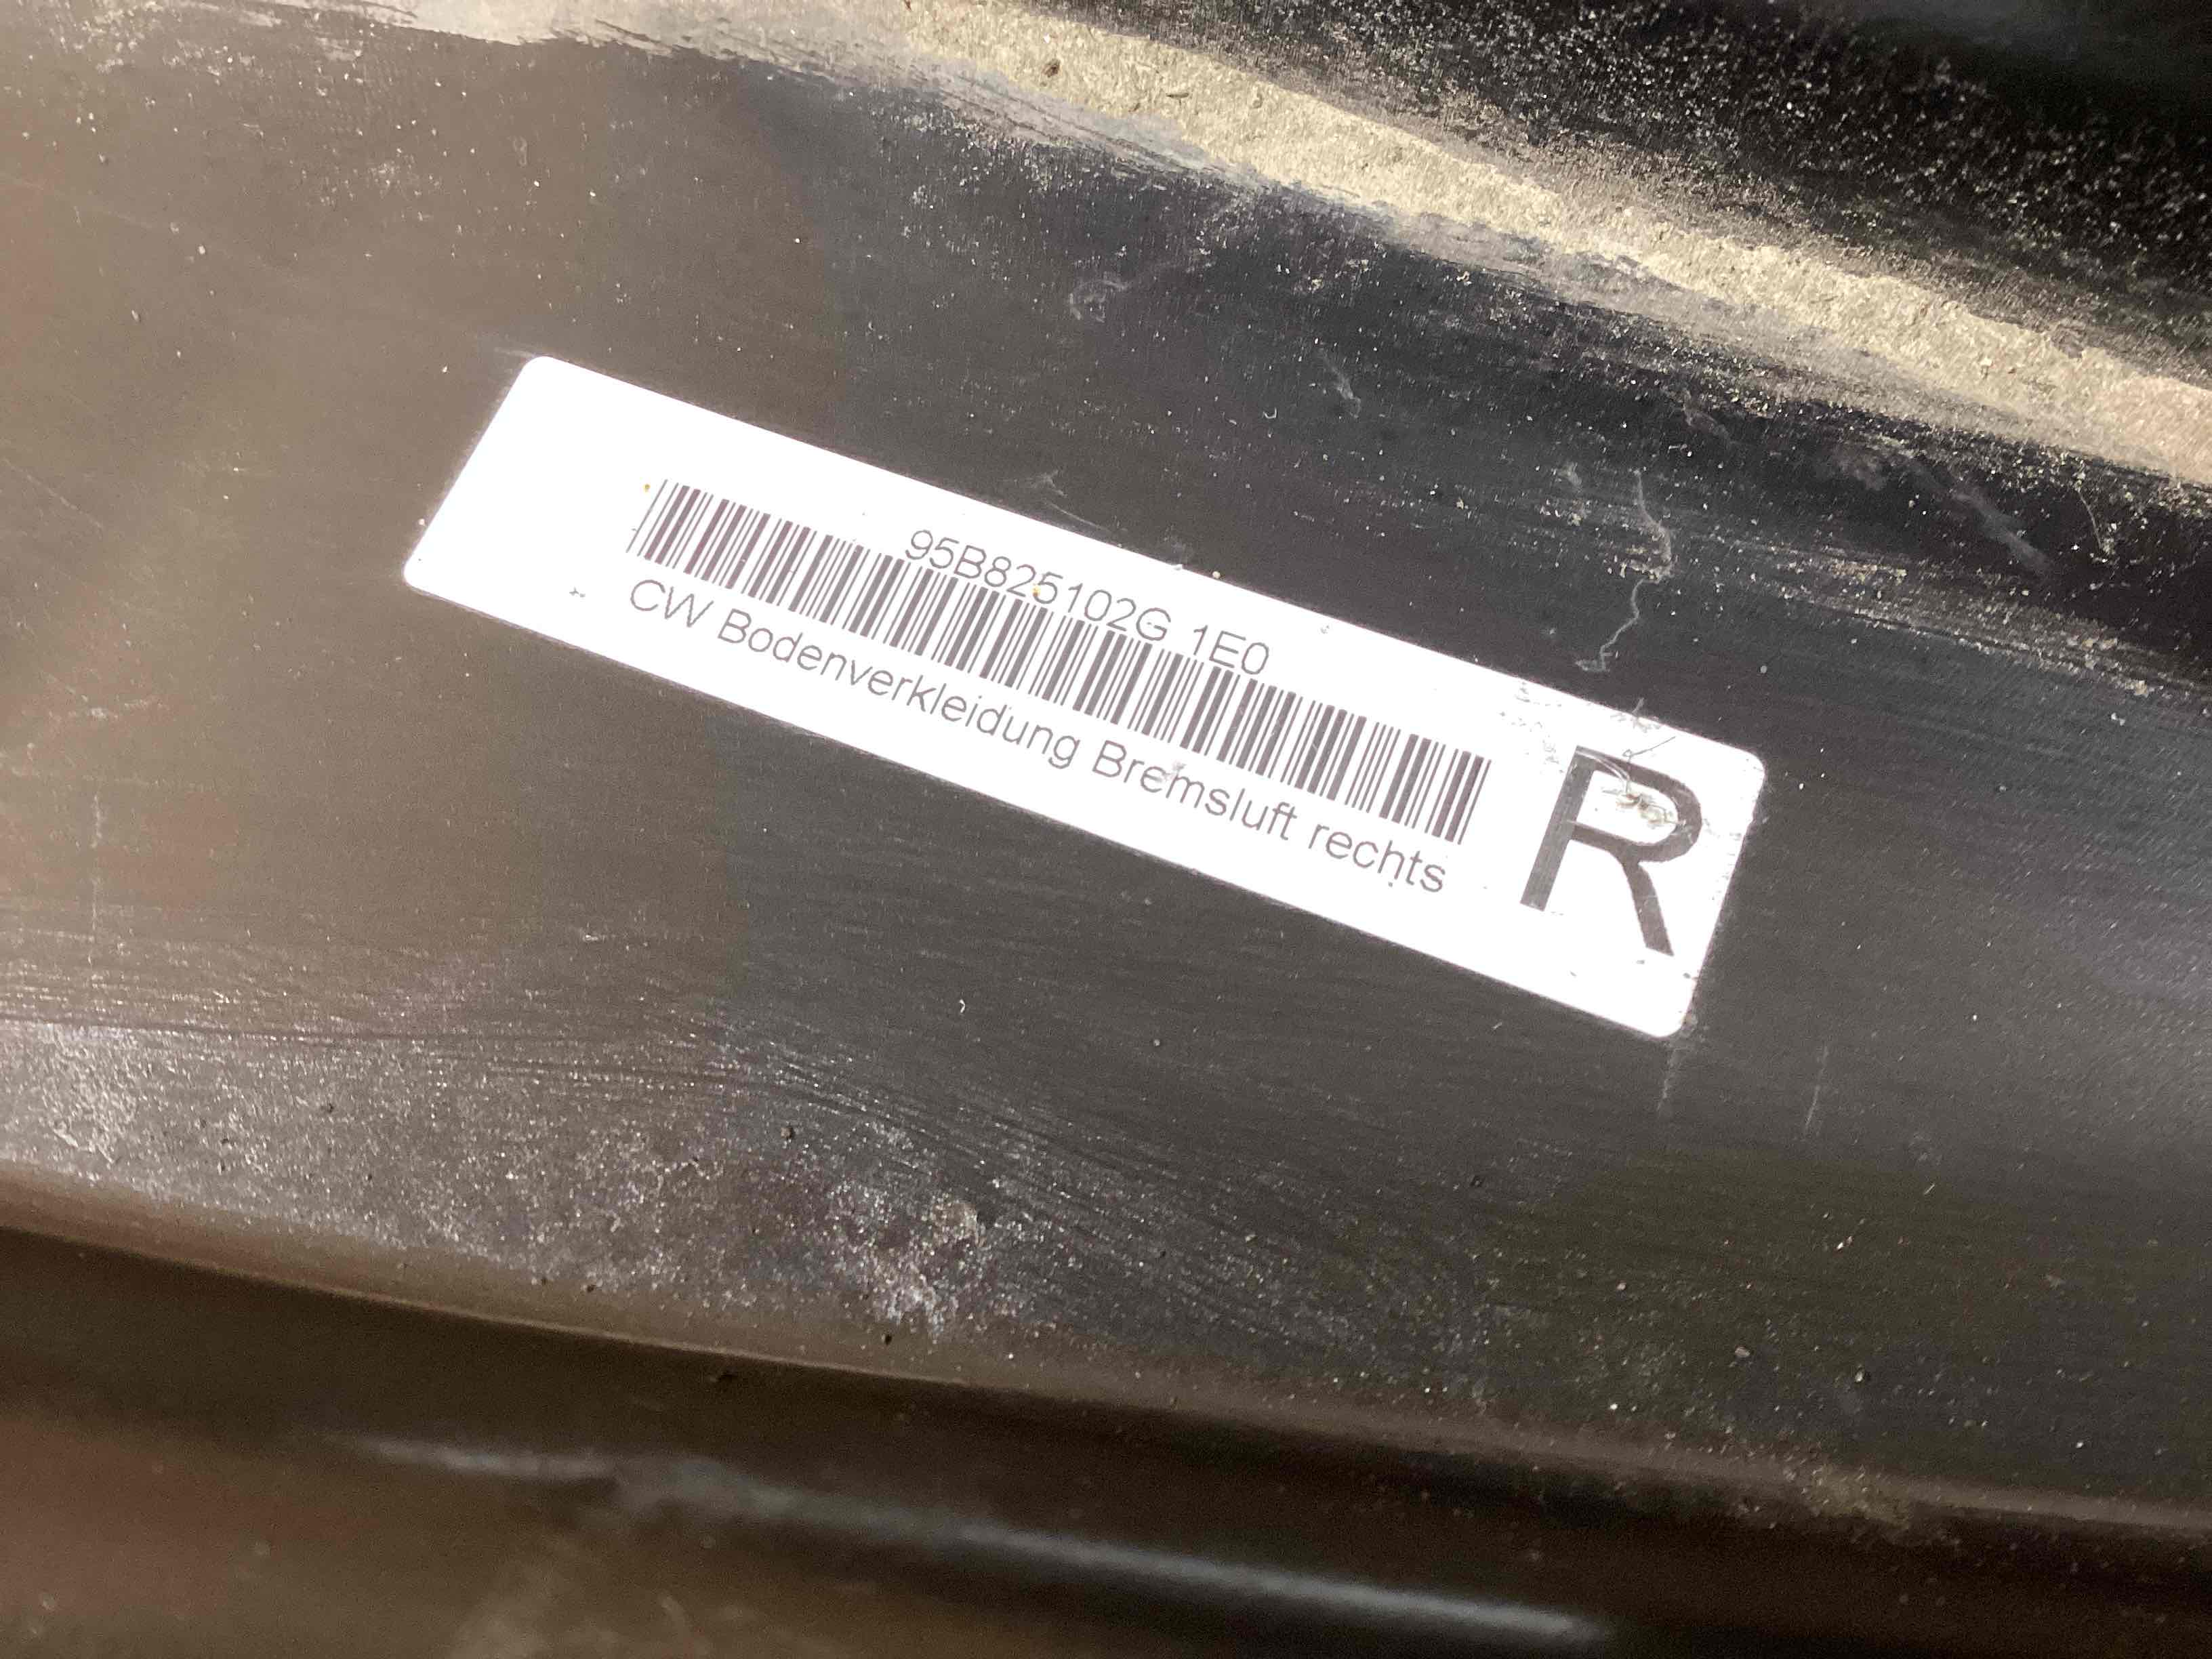 95B825102G 1E0
CW Bodenverkleidung Bremsluft rechts
R